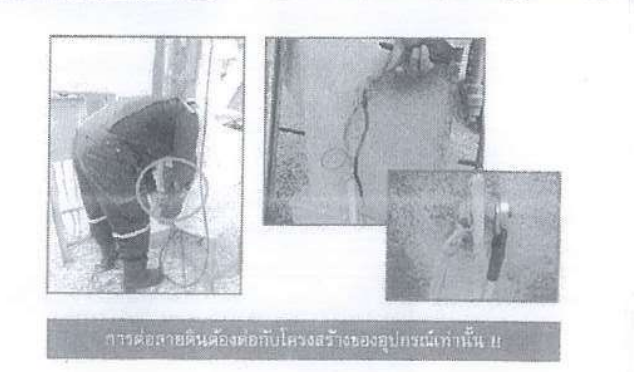 การต่อสายดินต้องต่อกับโครงสร้างของอุปกรณ์เท่านั้น !!